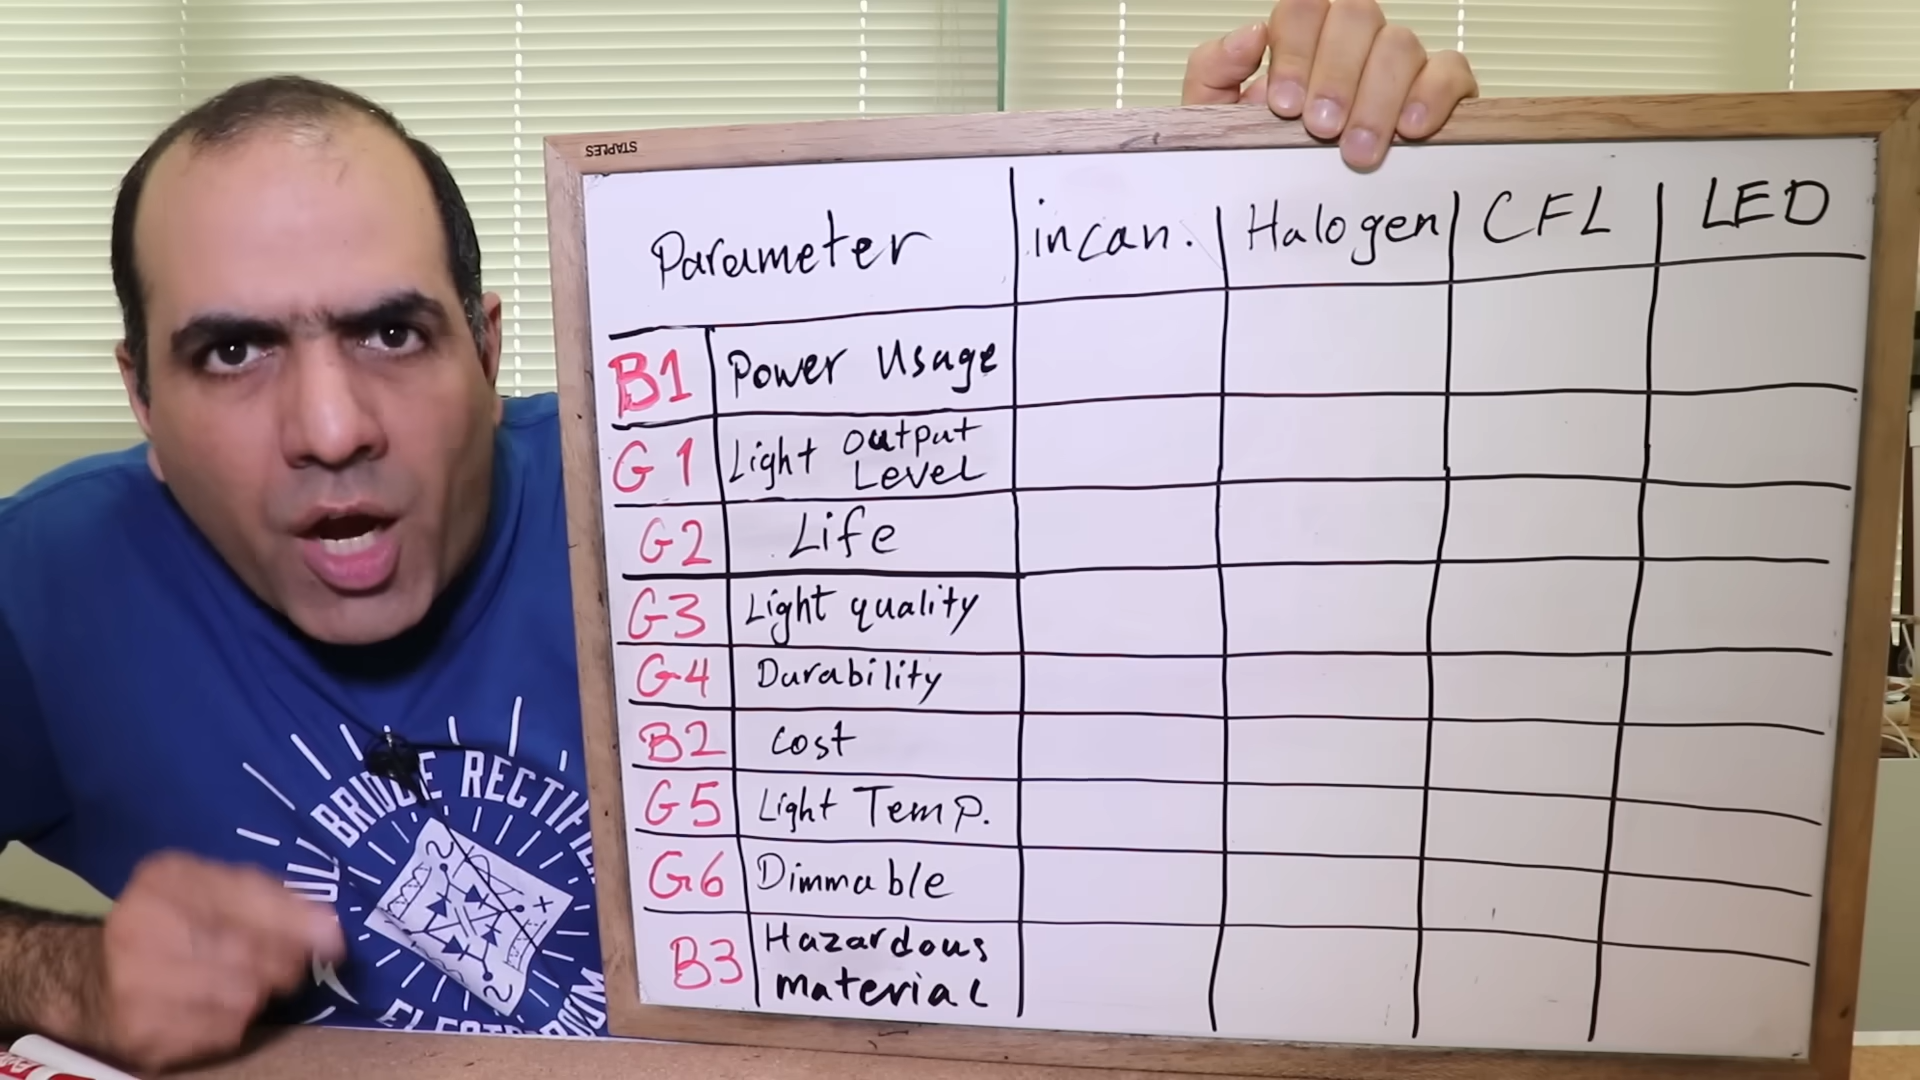 STAPLES
Parameter incan. Halogen CFL LED
B1 Power Usage
G1 Light output Level
G2 Life
G3 Light quality
G4 Durability
B2 cost
G5 Light Temp.
G6 Dimmable
B3 Hazardous material
BRIDGE RECTIFIE